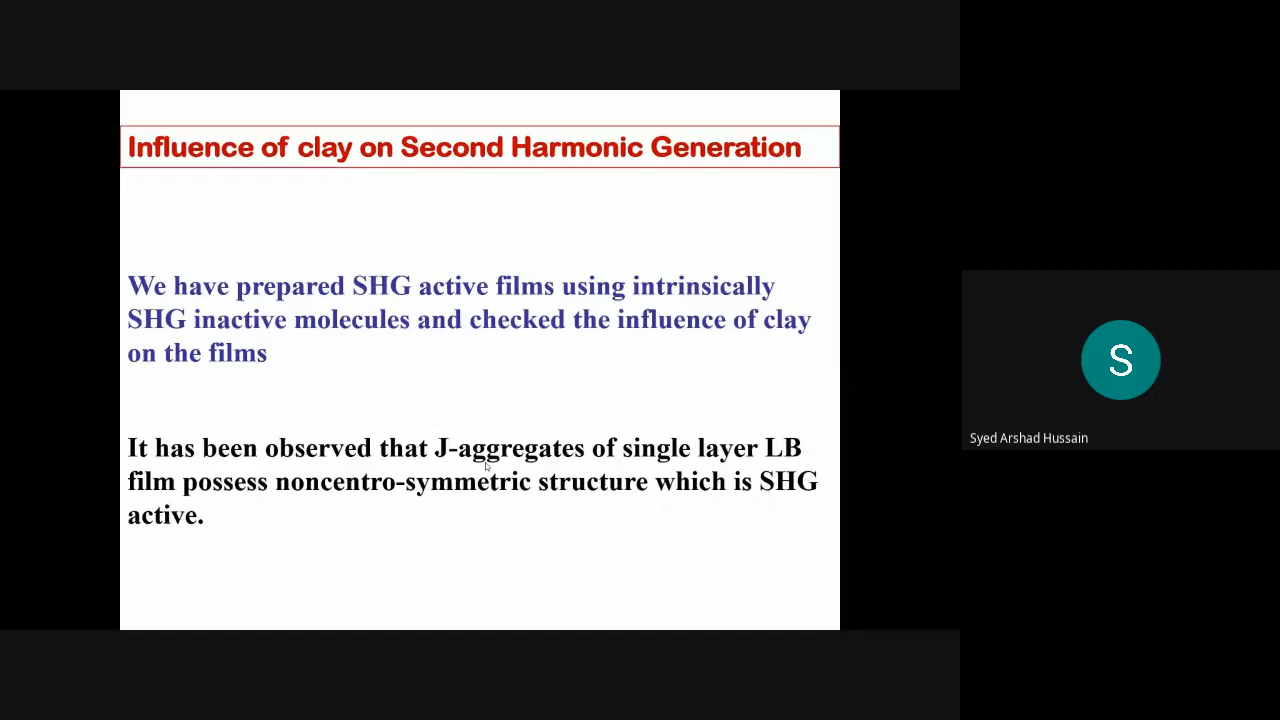 Influence of clay on Second Harmonic Generation
We have prepared SHG active films using intrinsically
SHG inactive molecules and checked the influence of clay
on the films
It has been observed that J-aggregates of single layer LB
film possess noncentro-symmetric structure which is SHG
active.
S
Syed Arshad Hussain